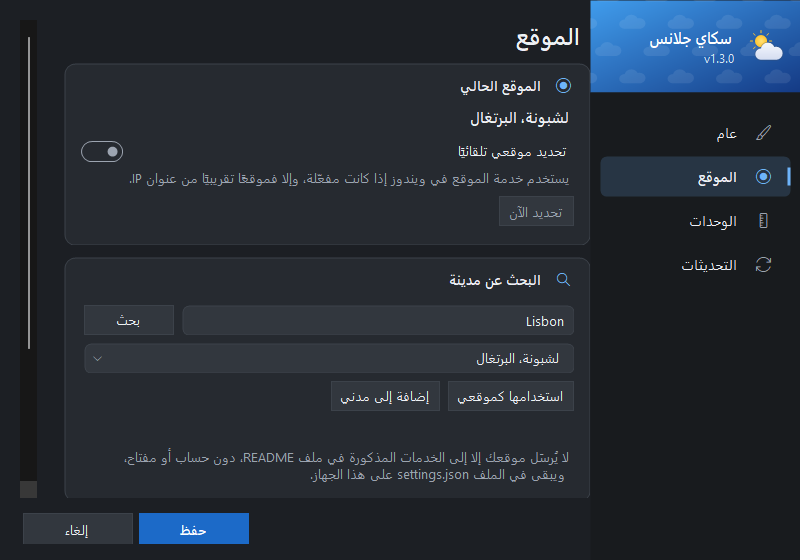 سكاي جلانس
v1.3.0
عام
الموقع
الوحدات
التحديثات
الموقع
الموقع الحالي
لشبونة، البرتغال
تحديد موقعي تلقائيًا
يستخدم خدمة الموقع في ويندوز إذا كانت مفعّلة، وإلا فموقعًا تقريبيًا من عنوان IP.
تحديد الآن
البحث عن مدينة
Lisbon
بحث
لشبونة، البرتغال
استخدامها كموقعي
إضافة إلى مدني
لا يُرسَل موقعك إلا إلى الخدمات المذكورة في ملف README، دون حساب أو مفتاح،
ويبقى في الملف settings.json على هذا الجهاز.
حفظ
إلغاء